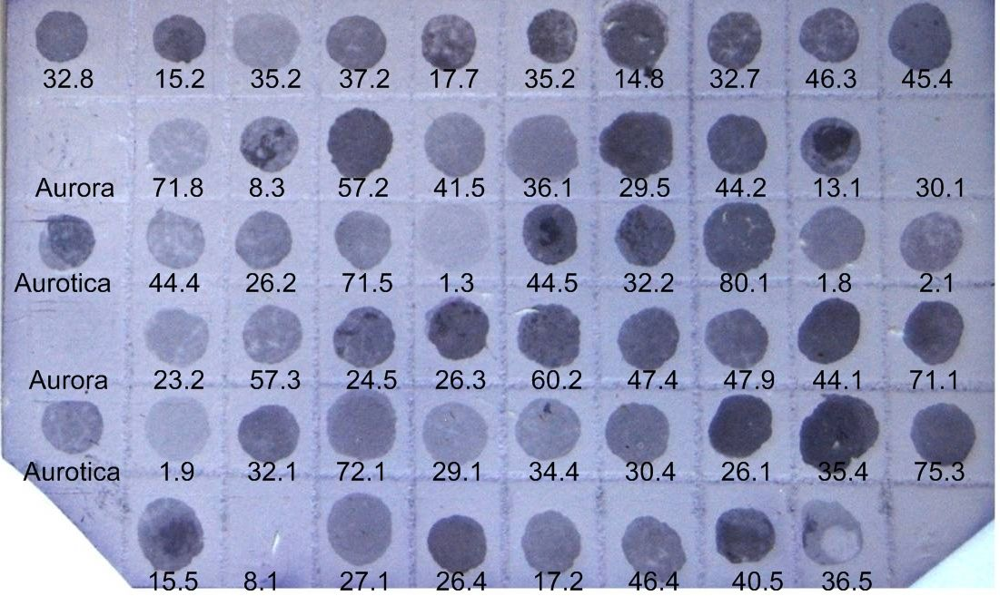 32.8 15.2 35.2 37.2 17.7 35.2 14.8 32.7 46.3 45.4
Aurora 71.8 8.3 57.2 41.5 36.1 29.5 44.2 13.1 30.1
Aurotica 44.4 26.2 71.5 1.3 44.5 32.2 80.1 1.8 2.1
Aurora 23.2 57.3 24.5 26.3 60.2 47.4 47.9 44.1 71.1
Aurotica 1.9 32.1 72.1 29.1 34.4 30.4 26.1 35.4 75.3
15.5 8.1 27.1 26.4 17.2 46.4 40.5 36.5